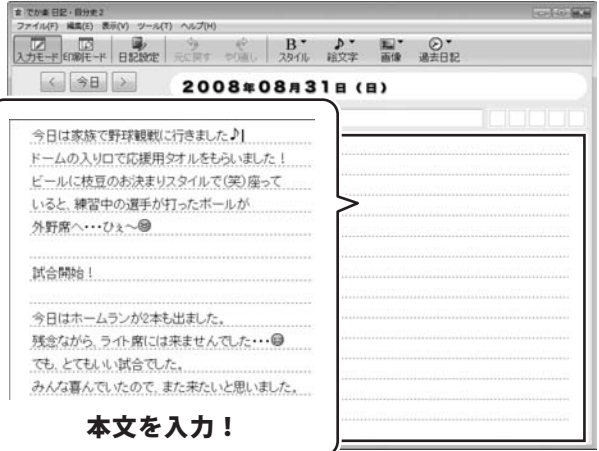 でか楽 日記・自分史2
ファイル(F) 編集(E) 表示(V) ツール(T) ヘルプ(H)
入力モード 印刷モード 日記設定 元に戻す やり直し スタイル 絵文字 画像 過去日記
< 今日 > 2008年08月31日(日)
今日は家族で野球観戦に行きました♪
ドームの入り口で応援用タオルをもらいました！
ビールに枝豆のお決まりスタイルで(笑)座って
いると、練習中の選手が打ったボールが
外野席へ・・・ひぇ～
試合開始！
今日はホームランが2本も出ました。
残念ながら、ライト席には来ませんでした・・・
でも、とてもいい試合でした。
みんな喜んでいたので、また来たいと思いました。
本文を入力！